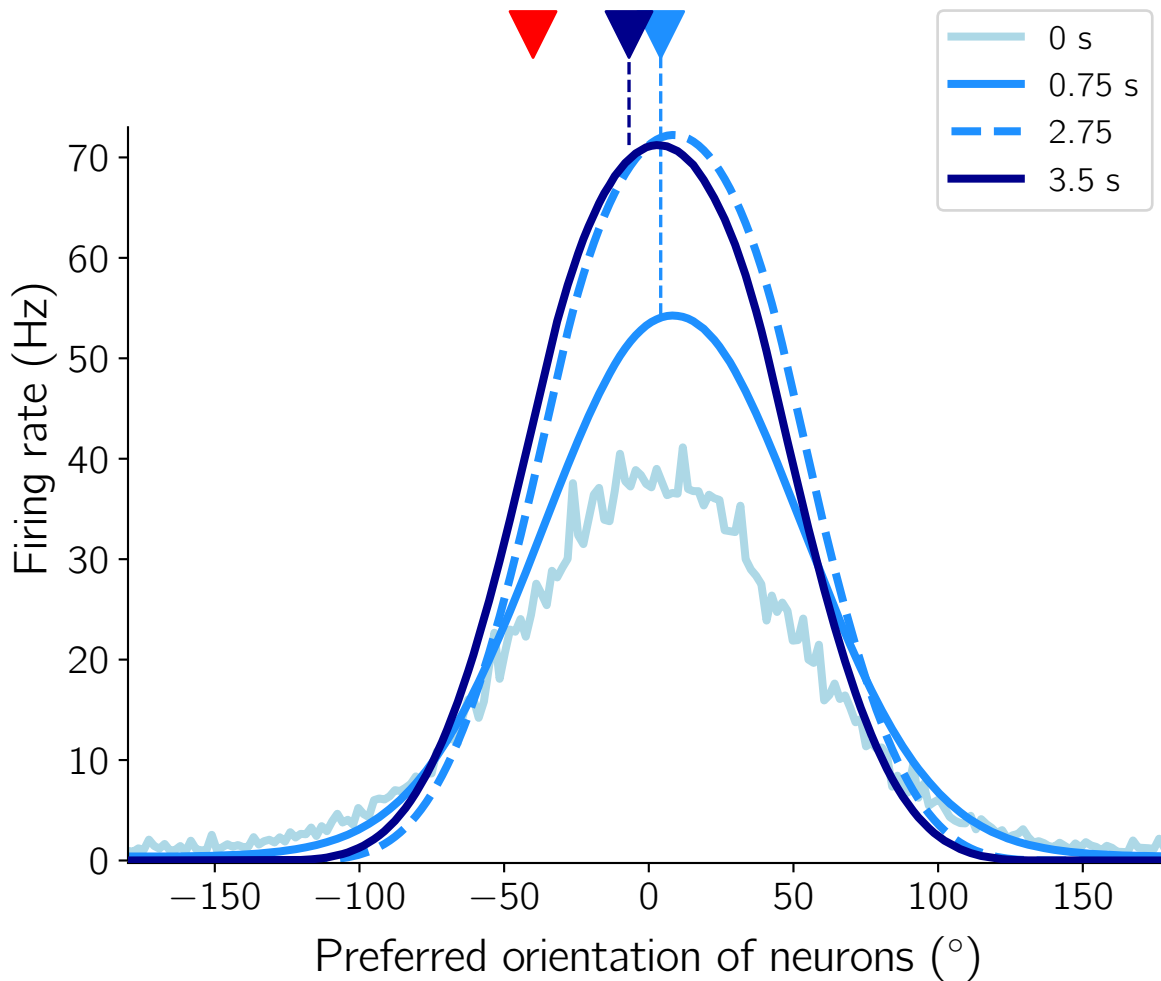 0 s
0.75 s
2.75
3.5 s
Firing rate (Hz)
70
60
50
40
30
20
10
0
−150 −100 −50 0 50 100 150
Preferred orientation of neurons (°)